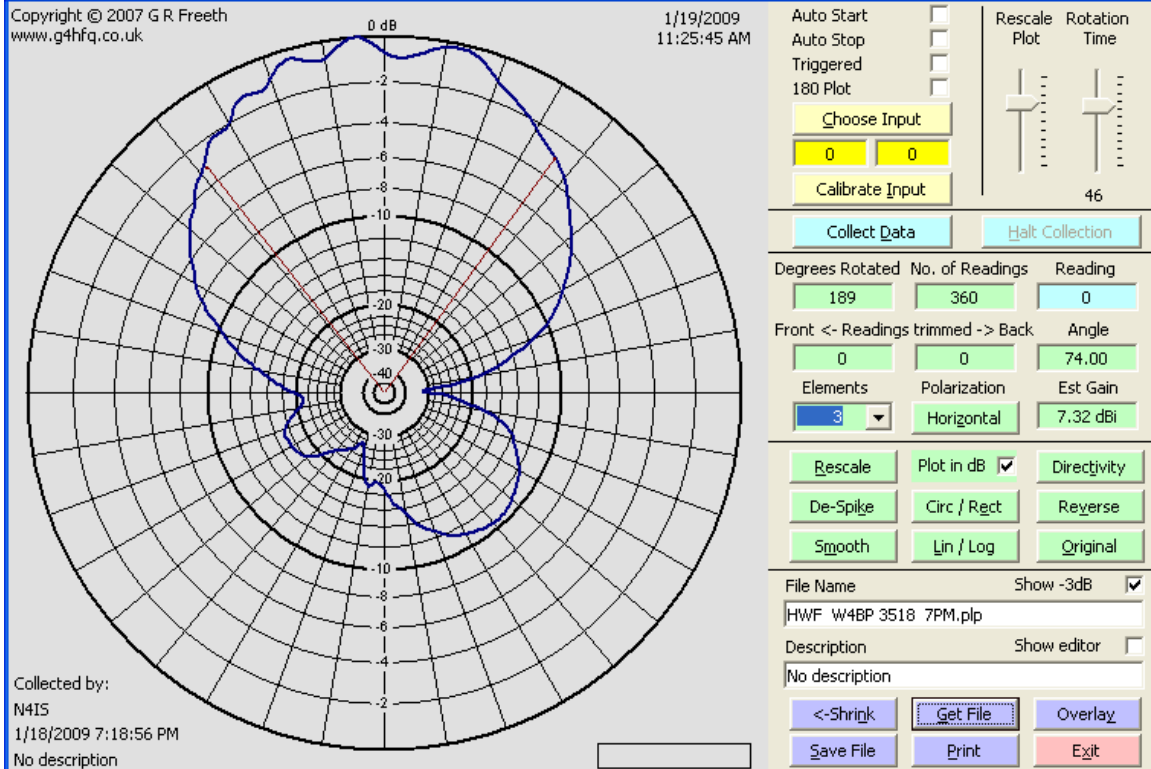 Copyright © 2007 G R Freeth
www.g4hfq.co.uk
0 dB
1/19/2009
11:25:45 AM
-2
-4
-6
-8
-10
-20
-30
-40
-30
-20
-10
-8
-6
-4
-2
Collected by:
N4IS
1/18/2009 7:18:56 PM
No description
Auto Start
Auto Stop
Triggered
180 Plot
Rescale Plot
Rotation Time
Choose Input
0 0
Calibrate Input
46
Collect Data
Halt Collection
Degrees Rotated No. of Readings Reading
189 360 0
Front <- Readings trimmed -> Back Angle
0 0 74.00
Elements Polarization Est Gain
3 Horizontal 7.32 dBi
Rescale Plot in dB Directivity
De-Spike Circ / Rect Reverse
Smooth Lin / Log Original
File Name Show -3dB
HWF W4BP 3518 7PM.plp
Description Show editor
No description
<-Shrink Get File Overlay
Save File Print Exit